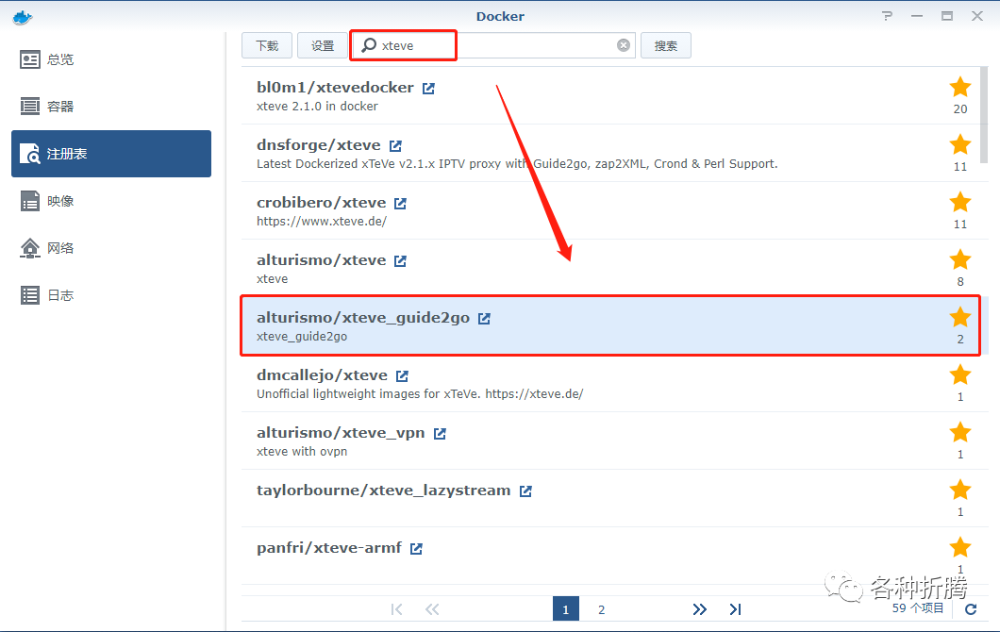 Docker
总览
容器
注册表
映像
网络
日志
下载 设置 xteve 搜索
bl0m1/xtevedocker
xteve 2.1.0 in docker
20
dnsforge/xteve
Latest Dockerized xTeVe v2.1.x IPTV proxy with Guide2go, zap2XML, Crond & Perl Support.
11
crobibero/xteve
https://www.xteve.de/
11
alturismo/xteve
xteve
8
alturismo/xteve_guide2go
xteve_guide2go
2
dmcallejo/xteve
Unofficial lightweight images for xTeVe. https://xteve.de/
1
alturismo/xteve_vpn
xteve with ovpn
1
taylorbourne/xteve_lazystream
1
panfri/xteve-armf
1
各种折腾
1 2 59 个项目